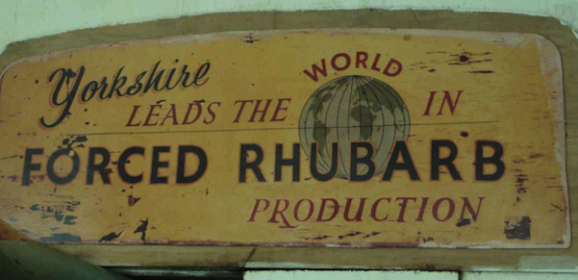 Yorkshire
LEADS THE WORLD IN
FORCED RHUBARB
PRODUCTION